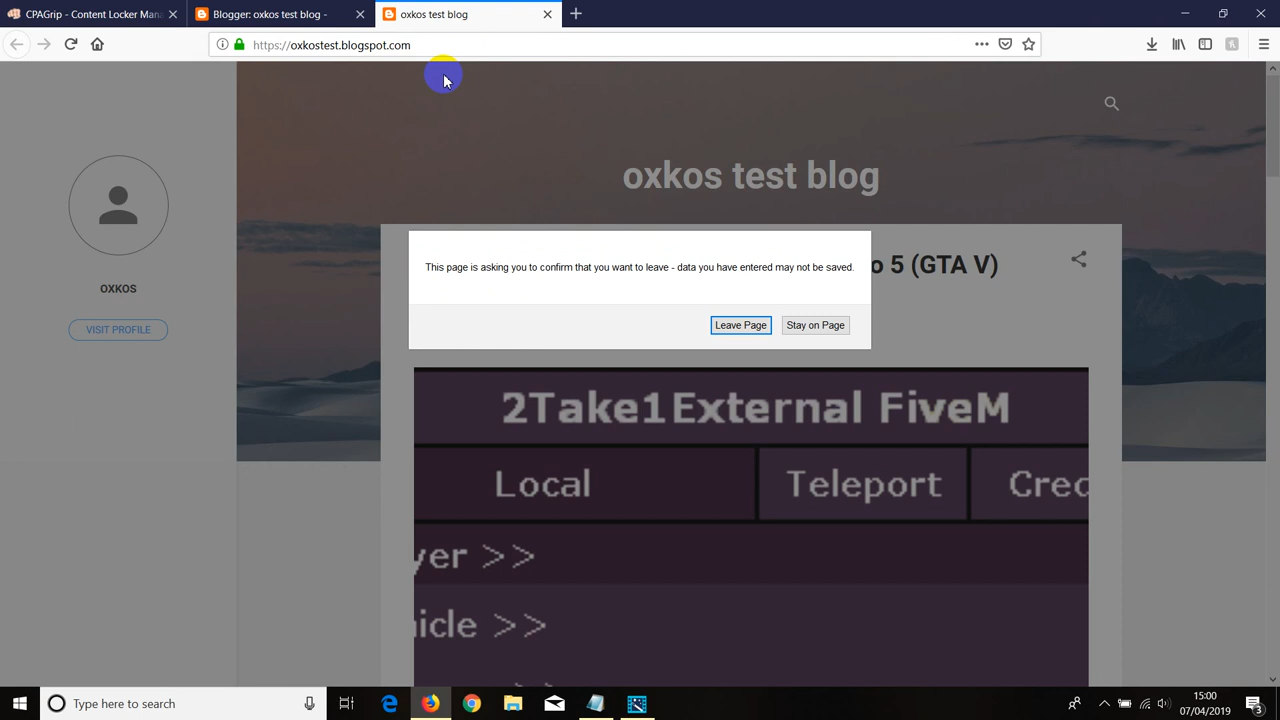 CPAGrip - Content Locker Mana
Blogger: oxkos test blog -
oxkos test blog
https://oxkostest.blogspot.com
oxkos test blog
o 5 (GTA V)
This page is asking you to confirm that you want to leave - data you have entered may not be saved.
Leave Page
Stay on Page
OXKOS
VISIT PROFILE
2Take1External FiveM
Local
Teleport
Cred
yer >>
hicle >>
Type here to search
15:00
07/04/2019
3